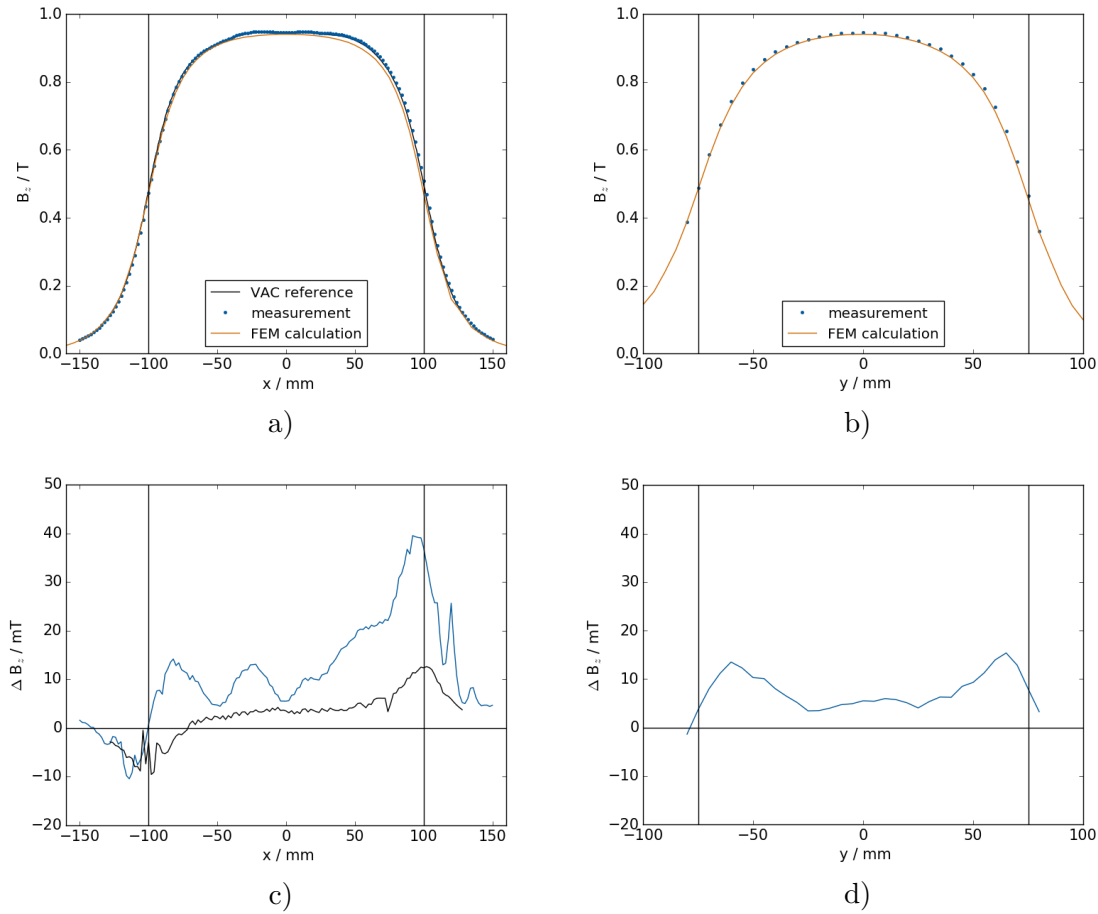 1.0
0.8
0.6
0.4
0.2
0.0
B_z / T
−150 −100 −50 0 50 100 150
x / mm
VAC reference
measurement
FEM calculation
a)
1.0
0.8
0.6
0.4
0.2
0.0
B_z / T
−100 −50 0 50 100
y / mm
measurement
FEM calculation
b)
50
40
30
20
10
0
−10
−20
Δ B_z / mT
−150 −100 −50 0 50 100 150
x / mm
c)
50
40
30
20
10
0
−10
−20
Δ B_z / mT
−100 −50 0 50 100
y / mm
d)